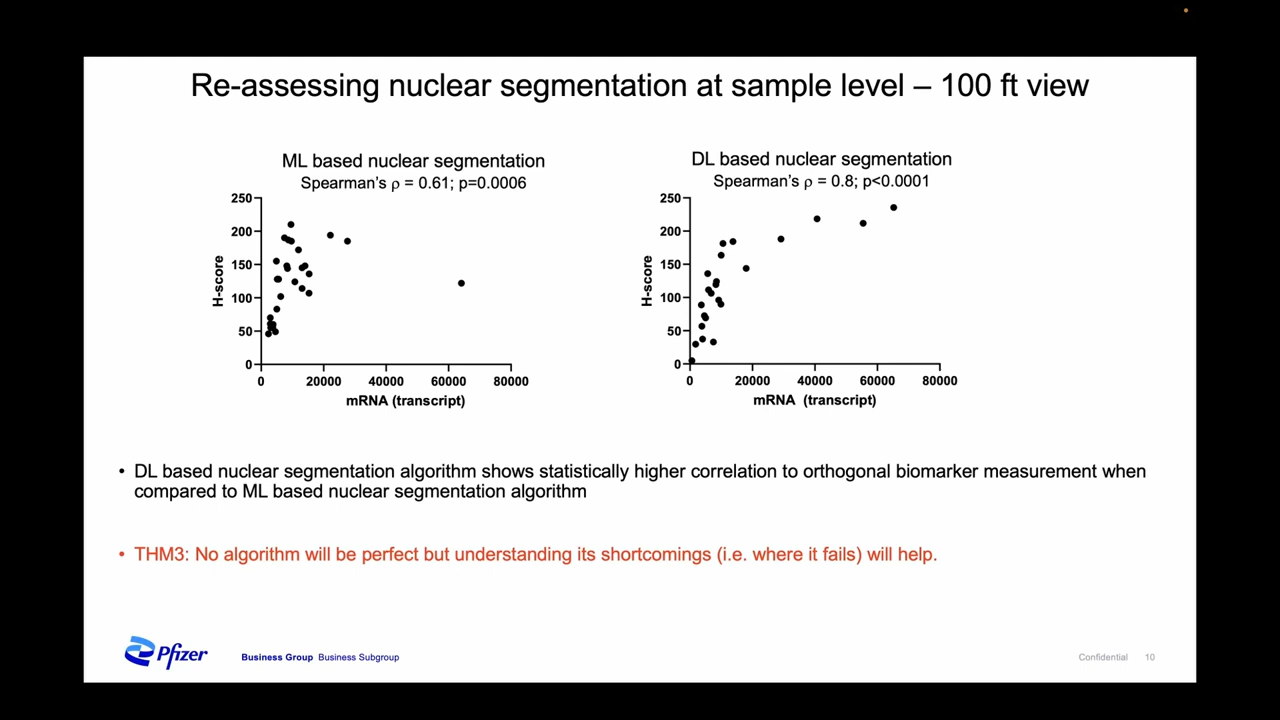 Re-assessing nuclear segmentation at sample level – 100 ft view
ML based nuclear segmentation
Spearman's ρ = 0.61; p=0.0006
250
200
150
100
50
0
H-score
0 20000 40000 60000 80000
mRNA (transcript)
DL based nuclear segmentation
Spearman's ρ = 0.8; p<0.0001
250
200
150
100
50
0
H-score
0 20000 40000 60000 80000
mRNA (transcript)
• DL based nuclear segmentation algorithm shows statistically higher correlation to orthogonal biomarker measurement when
compared to ML based nuclear segmentation algorithm
• THM3: No algorithm will be perfect but understanding its shortcomings (i.e. where it fails) will help.
Pfizer
Business Group Business Subgroup
Confidential 10